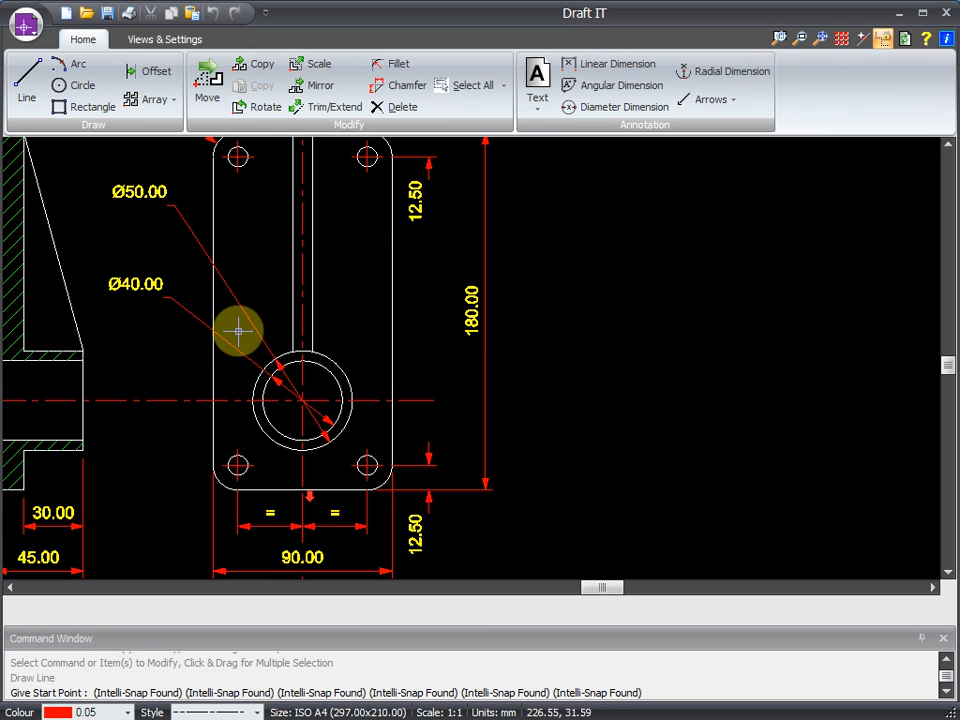 Draft IT
Home
Views & Settings
Line
Arc
Circle
Rectangle
Offset
Array
Draw
Move
Copy
Copy
Rotate
Scale
Mirror
Trim/Extend
Fillet
Chamfer
Delete
Select All
Modify
A
Text
Linear Dimension
Angular Dimension
Diameter Dimension
Radial Dimension
Arrows
Annotation
Ø50.00
12.50
Ø40.00
180.00
30.00
= =
12.50
45.00
90.00
Command Window
Select Command or Item(s) to Modify, Click & Drag for Multiple Selection
Draw Line
Give Start Point : (Intelli-Snap Found) (Intelli-Snap Found) (Intelli-Snap Found) (Intelli-Snap Found) (Intelli-Snap Found) (Intelli-Snap Found)
Colour 0.05 Style Size: ISO A4 (297.00x210.00) Scale: 1:1 Units: mm 226.55, 31.59